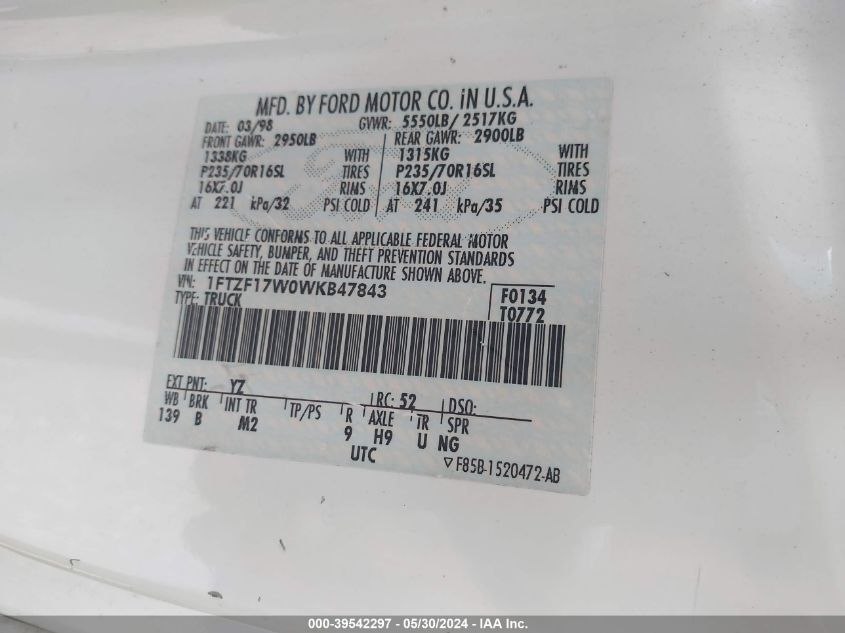 MFD. BY FORD MOTOR CO. iN U.S.A.
DATE: 03/98 GVWR: 5550LB/ 2517KG
FRONT GAWR: 2950LB REAR GAWR: 2900LB
1338KG WITH 1315KG WITH
P235/70R16SL TIRES P235/70R16SL TIRES
16X7.0J RIMS 16X7.0J RIMS
AT 221 kPa/32 PSI COLD AT 241 kPa/35 PSI COLD
THIS VEHICLE CONFORMS TO ALL APPLICABLE FEDERAL MOTOR
VEHICLE SAFETY, BUMPER, AND THEFT PREVENTION STANDARDS
IN EFFECT ON THE DATE OF MANUFACTURE SHOWN ABOVE.
VIN: 1FTZF17W0WKB47843 F0134
TYPE: TRUCK T0772
EXT PNT: YZ RC: 52 DSO:
WB BRK INT TR TP/PS R AXLE TR SPR
139 B M2 9 H9 U NG
UTC F85B-1520472-AB
000-39542297 - 05/30/2024 - IAA Inc.